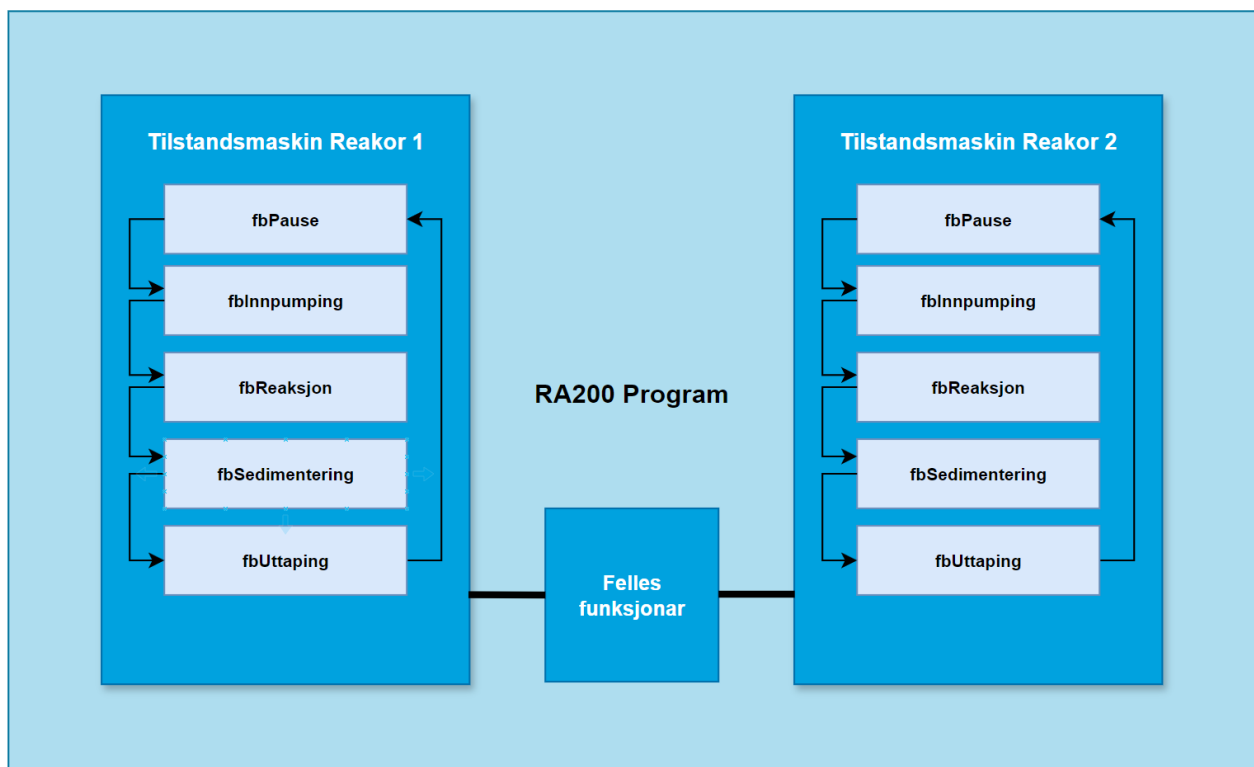 Tilstandsmaskin Reakor 1
fbPause
fbInnpumping
fbReaksjon
fbSedimentering
fbUttaping
RA200 Program
Felles
funksjonar
Tilstandsmaskin Reakor 2
fbPause
fbInnpumping
fbReaksjon
fbSedimentering
fbUttaping